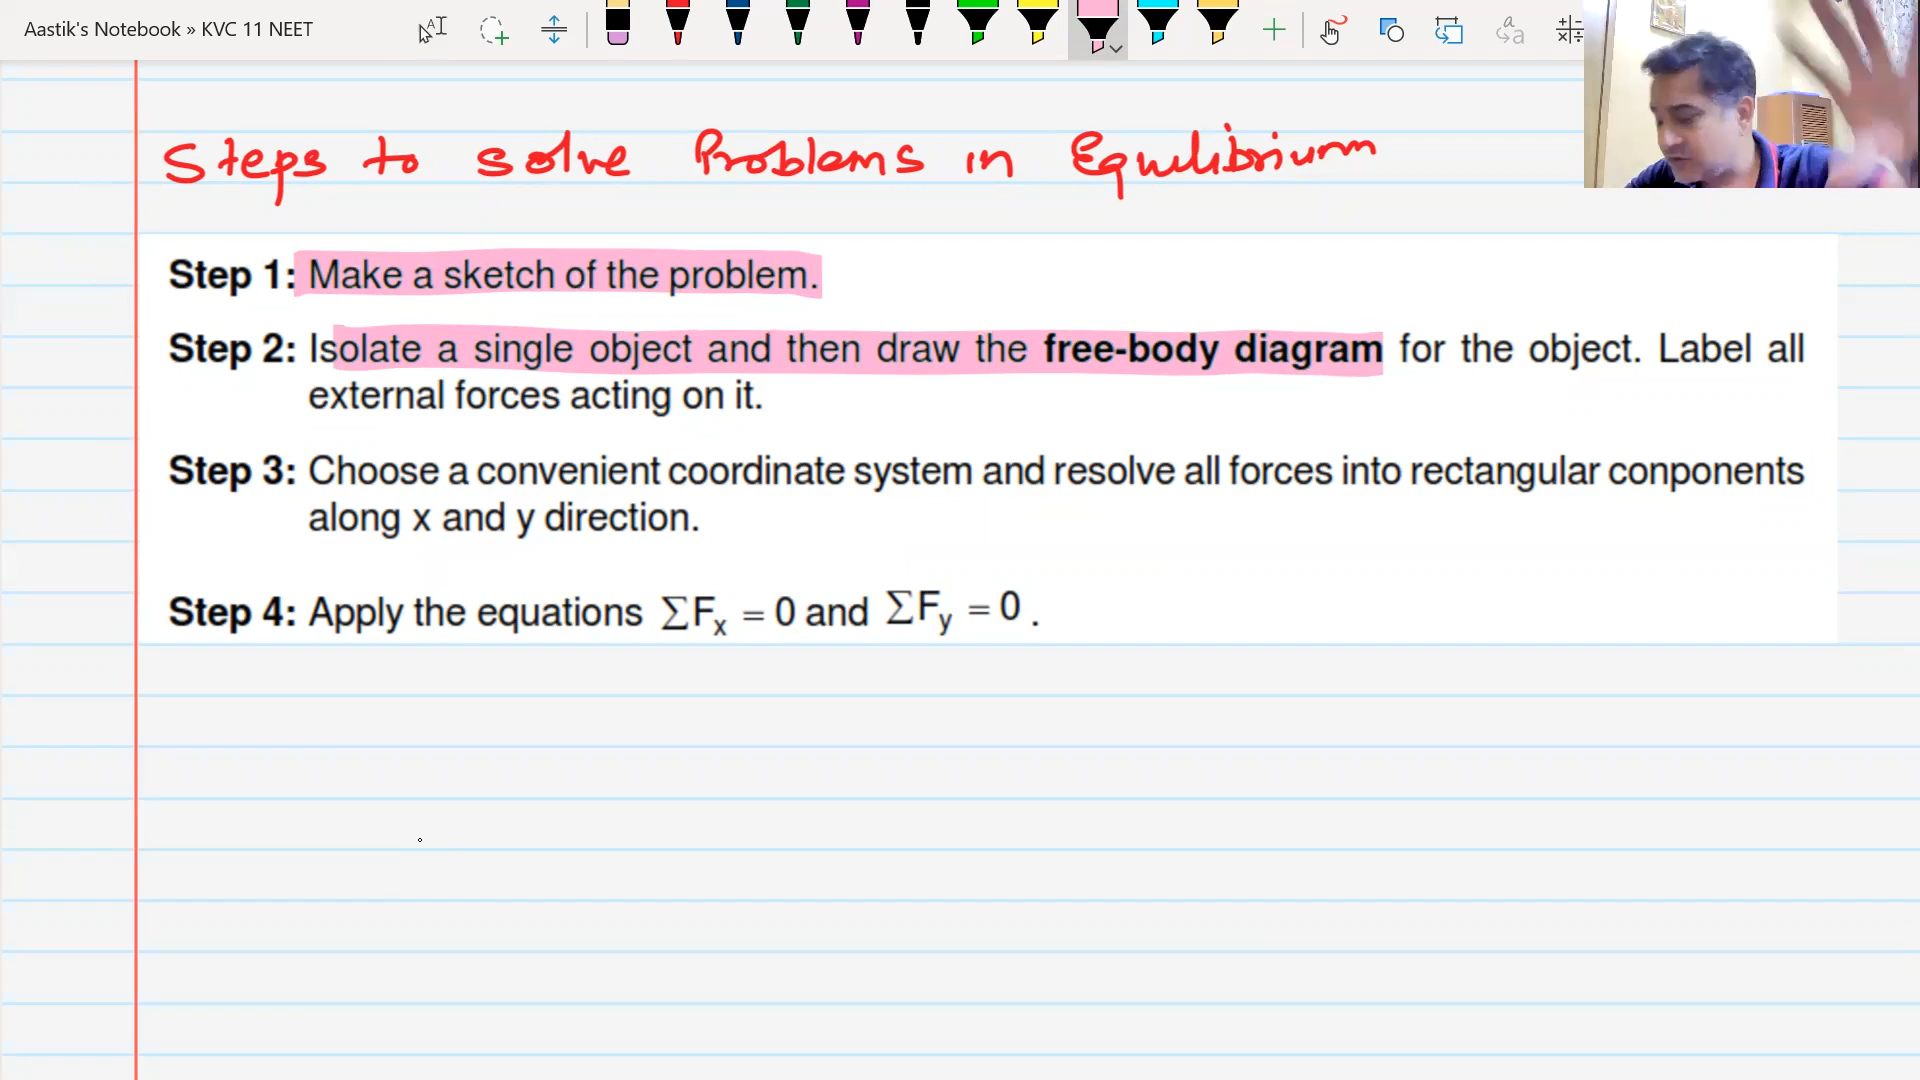 Aastik's Notebook » KVC 11 NEET
Steps to solve Problems in Equilibrium
Step 1: Make a sketch of the problem.
Step 2: Isolate a single object and then draw the free-body diagram for the object. Label all
external forces acting on it.
Step 3: Choose a convenient coordinate system and resolve all forces into rectangular conponents
along x and y direction.
Step 4: Apply the equations ∑Fₓ = 0 and ∑Fᵧ = 0 .